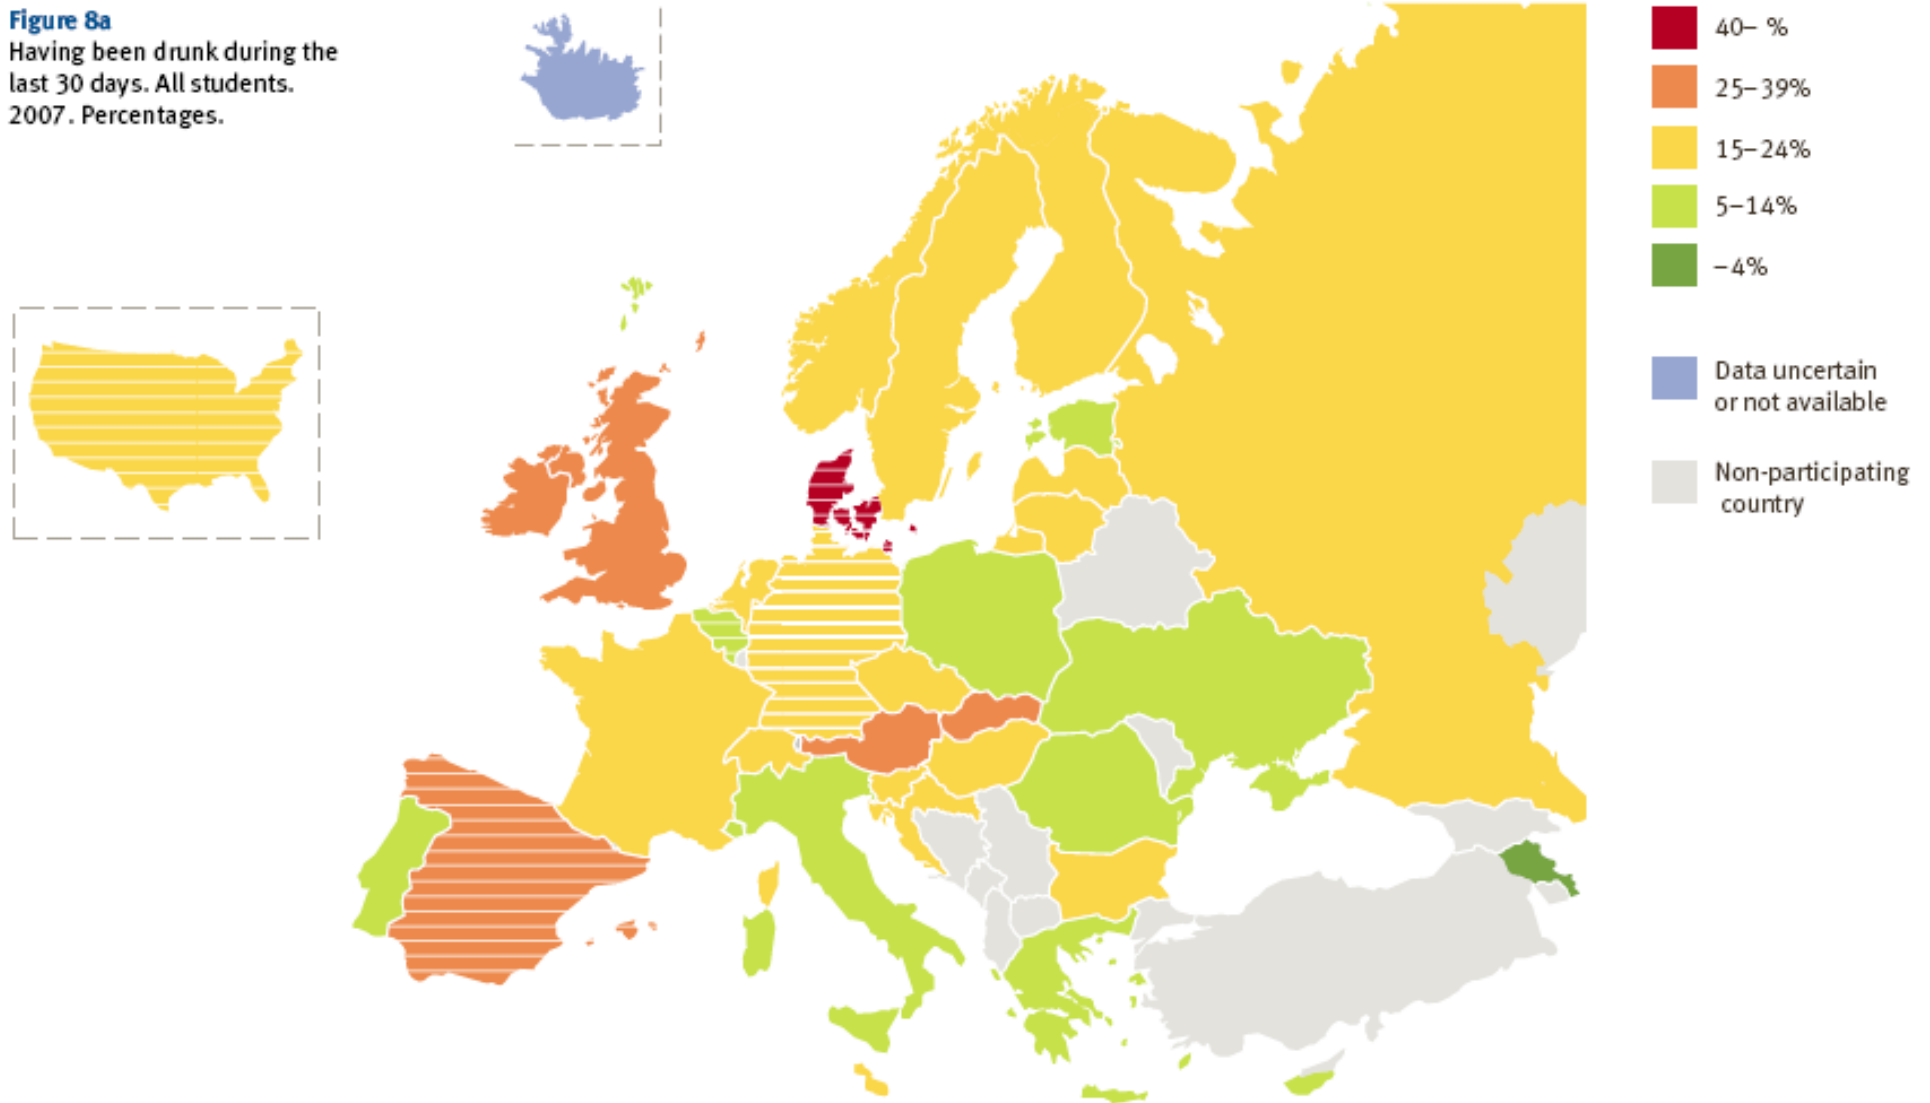 Figure 8a
Having been drunk during the
last 30 days. All students.
2007. Percentages.
40– %
25–39%
15–24%
5–14%
–4%
Data uncertain
or not available
Non-participating
country